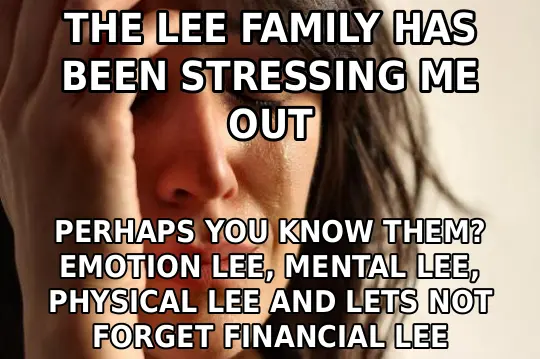 THE LEE FAMILY HAS
BEEN STRESSING ME
OUT
PERHAPS YOU KNOW THEM?
EMOTION LEE, MENTAL LEE,
PHYSICAL LEE AND LETS NOT
FORGET FINANCIAL LEE